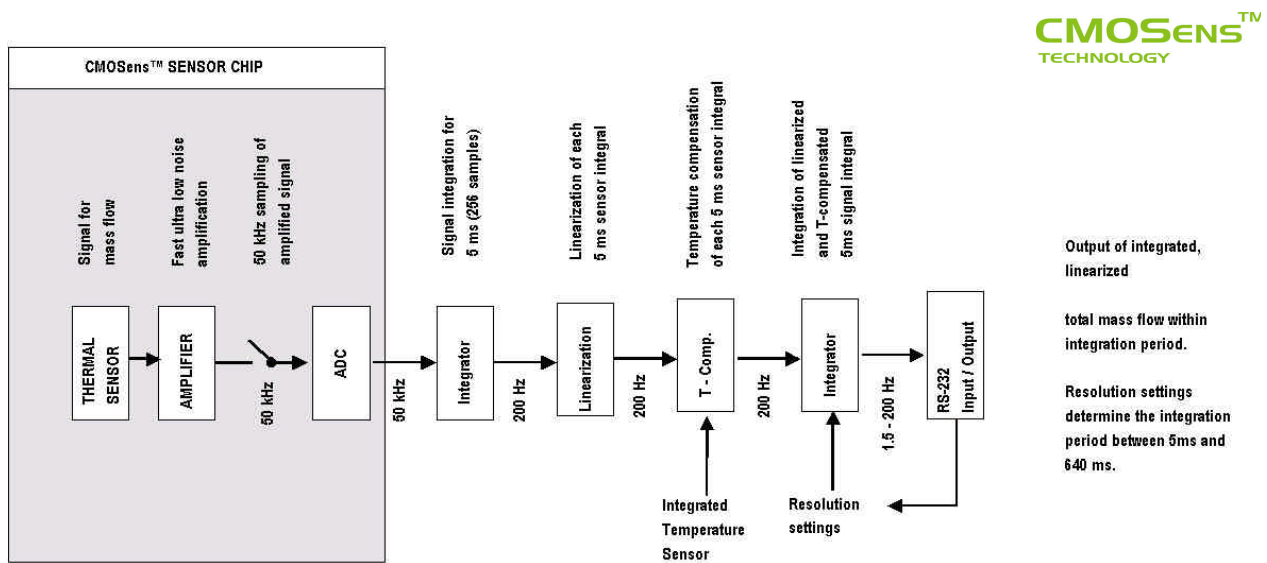 CMOSENS™
TECHNOLOGY
CMOSens™ SENSOR CHIP
Signal for
mass flow
Fast ultra low noise
amplification
50 kHz sampling of
amplified signal
Signal integration for
5 ms (256 samples)
Linearization of each
5 ms sensor integral
Temperature compensation
of each 5 ms sensor integral
Integration of linearized
and T-compensated
5ms signal integral
THERMAL
SENSOR
AMPLIFIER
50 kHz
ADC
50 kHz
Integrator
200 Hz
Linearization
200 Hz
T - Comp.
200 Hz
Integrator
1.5 - 200 Hz
RS-232
Input / Output
Integrated
Temperature
Sensor
Resolution
settings
Output of integrated,
linearized
total mass flow within
integration period.
Resolution settings
determine the integration
period between 5ms and
640 ms.